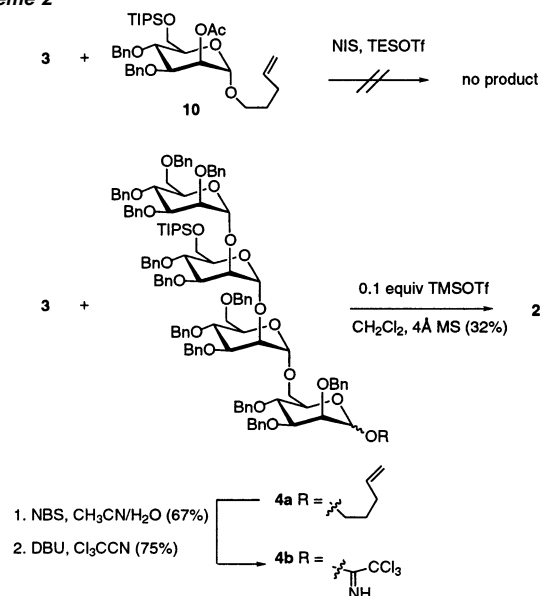 eme 2
TIPSO
OAc
BnO
O
BnO
O
3 + 10
NIS, TESOTf
no product
OBn
OBn
BnO
O
BnO
TIPSO
O
O
BnO
BnO
OBn
O
O
BnO
BnO
O
OBn
O
BnO
BnO
OR
3 +
0.1 equiv TMSOTf
CH₂Cl₂, 4Å MS (32%)
2
1. NBS, CH₃CN/H₂O (67%)
2. DBU, Cl₃CCN (75%)
4a R =
4b R =
CCl₃
NH